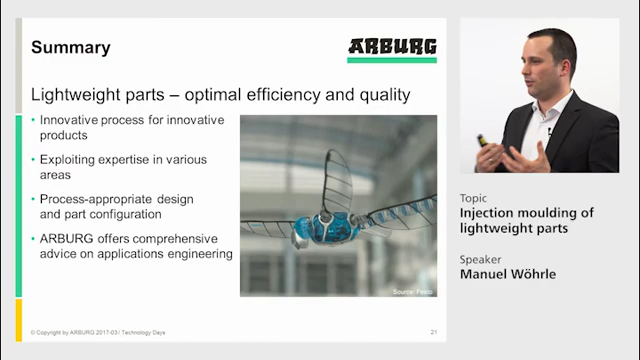 Summary
ARBURG
Lightweight parts – optimal efficiency and quality
• Innovative process for innovative
products
• Exploiting expertise in various
areas
• Process-appropriate design
and part configuration
• ARBURG offers comprehensive
advice on applications engineering
Source: Festo
© Copyright by ARBURG 2017-03 / Technology Days
21
Topic
Injection moulding of
lightweight parts
Speaker
Manuel Wöhrle